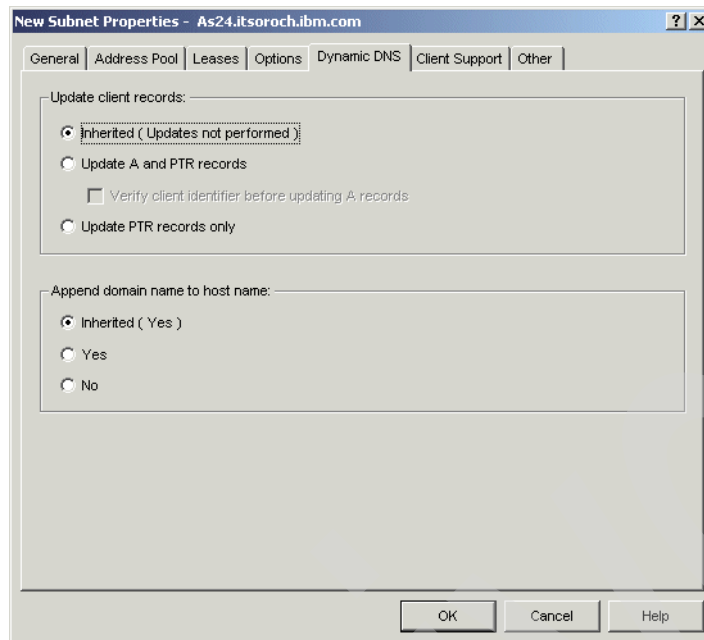 New Subnet Properties - As24.itsoroch.ibm.com
General Address Pool Leases Options Dynamic DNS Client Support Other
Update client records:
Inherited ( Updates not performed )
Update A and PTR records
Verify client identifier before updating A records
Update PTR records only
Append domain name to host name:
Inherited ( Yes )
Yes
No
OK Cancel Help